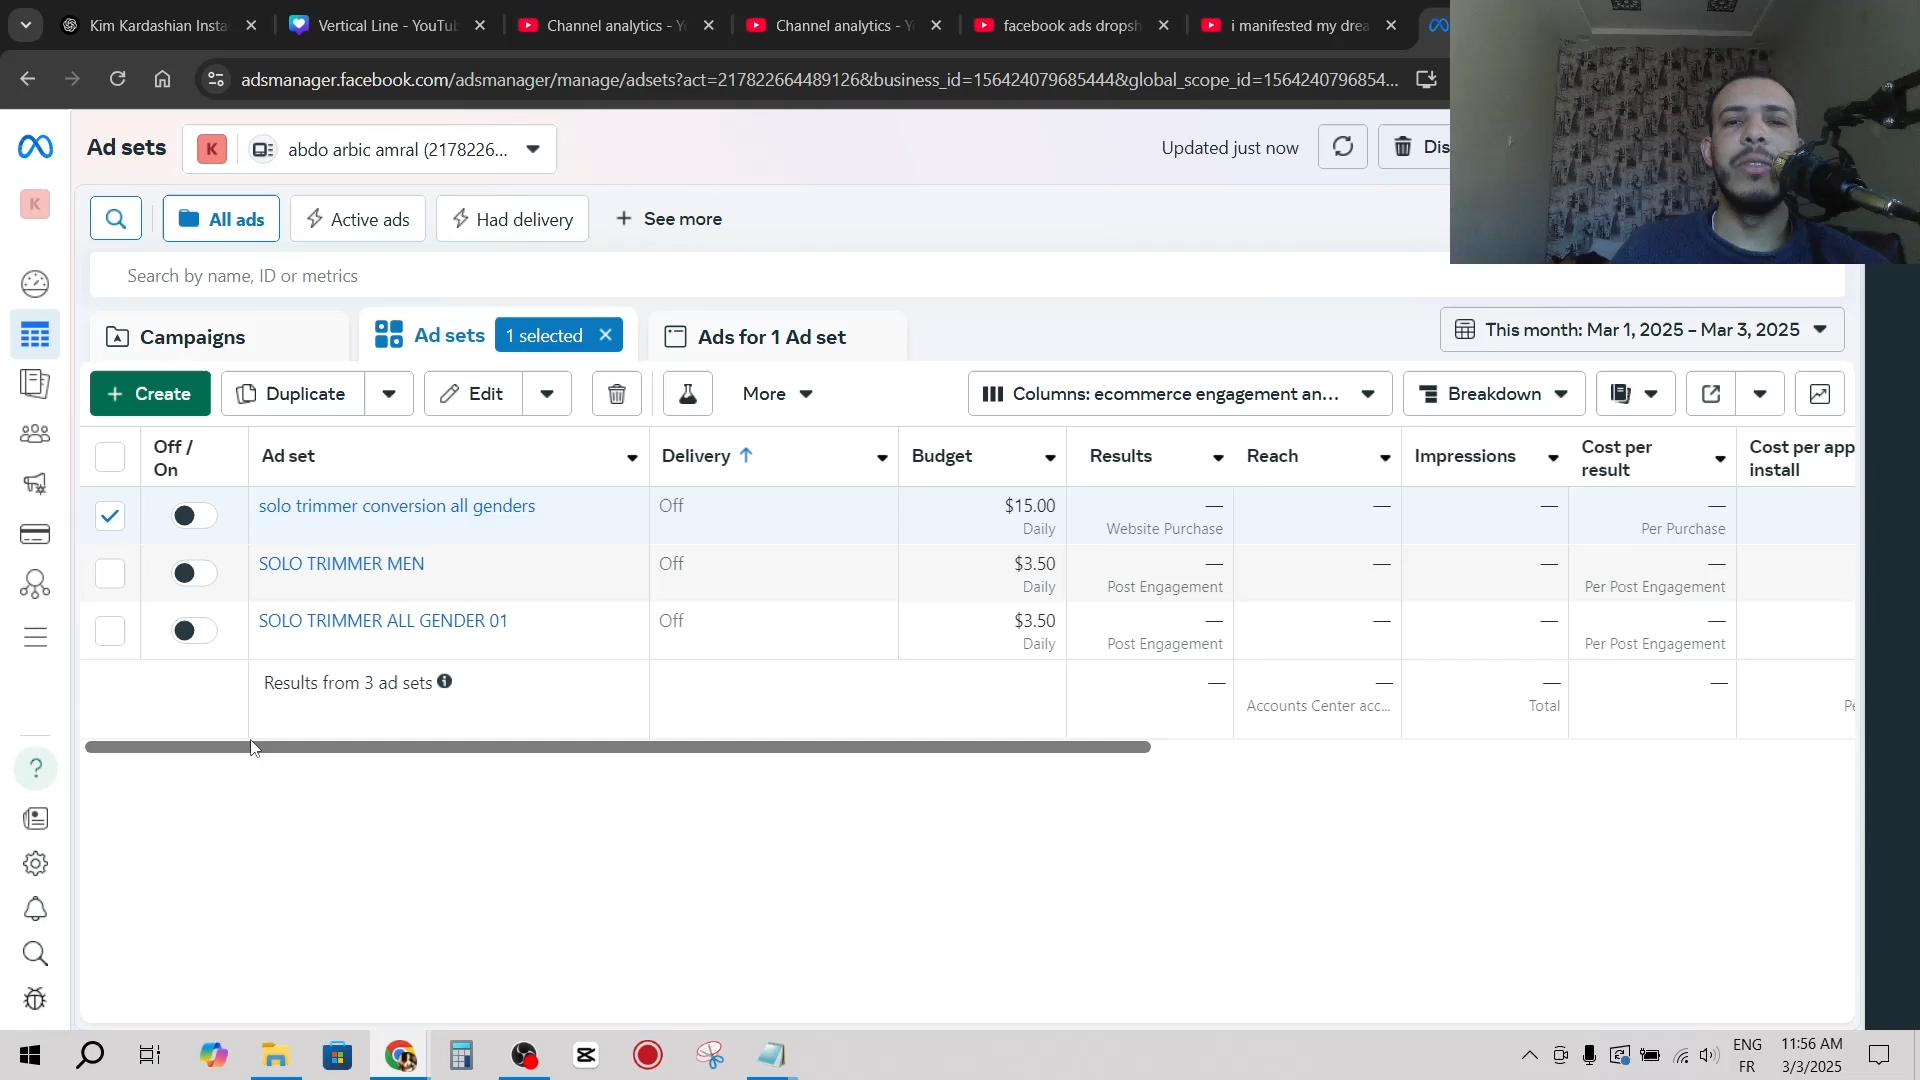 Kim Kardashian Insta
Vertical Line - YouTub
Channel analytics - Y
Channel analytics - Y
facebook ads dropsh
i manifested my drea
adsmanager.facebook.com/adsmanager/manage/adsets?act=217822664489126&business_id=1564240796854448&global_scope_id=156424079685​4...
Ad sets
K
abdo arbic amral (2178226...
Updated just now
Dis
K
All ads
Active ads
Had delivery
+ See more
Search by name, ID or metrics
Campaigns
Ad sets
1 selected
Ads for 1 Ad set
This month: Mar 1, 2025 – Mar 3, 2025
+ Create
Duplicate
Edit
More
Columns: ecommerce engagement an...
Breakdown
Off / On
Ad set
Delivery
Budget
Results
Reach
Impressions
Cost per result
Cost per app install
solo trimmer conversion all genders
Off
$15.00
Daily
—
Website Purchase
—
—
—
Per Purchase
SOLO TRIMMER MEN
Off
$3.50
Daily
—
Post Engagement
—
—
—
Per Post Engagement
SOLO TRIMMER ALL GENDER 01
Off
$3.50
Daily
—
Post Engagement
—
—
—
Per Post Engagement
Results from 3 ad sets
—
—
Accounts Center acc...
—
Total
—
Pe
?
ENG
FR
11:56 AM
3/3/2025